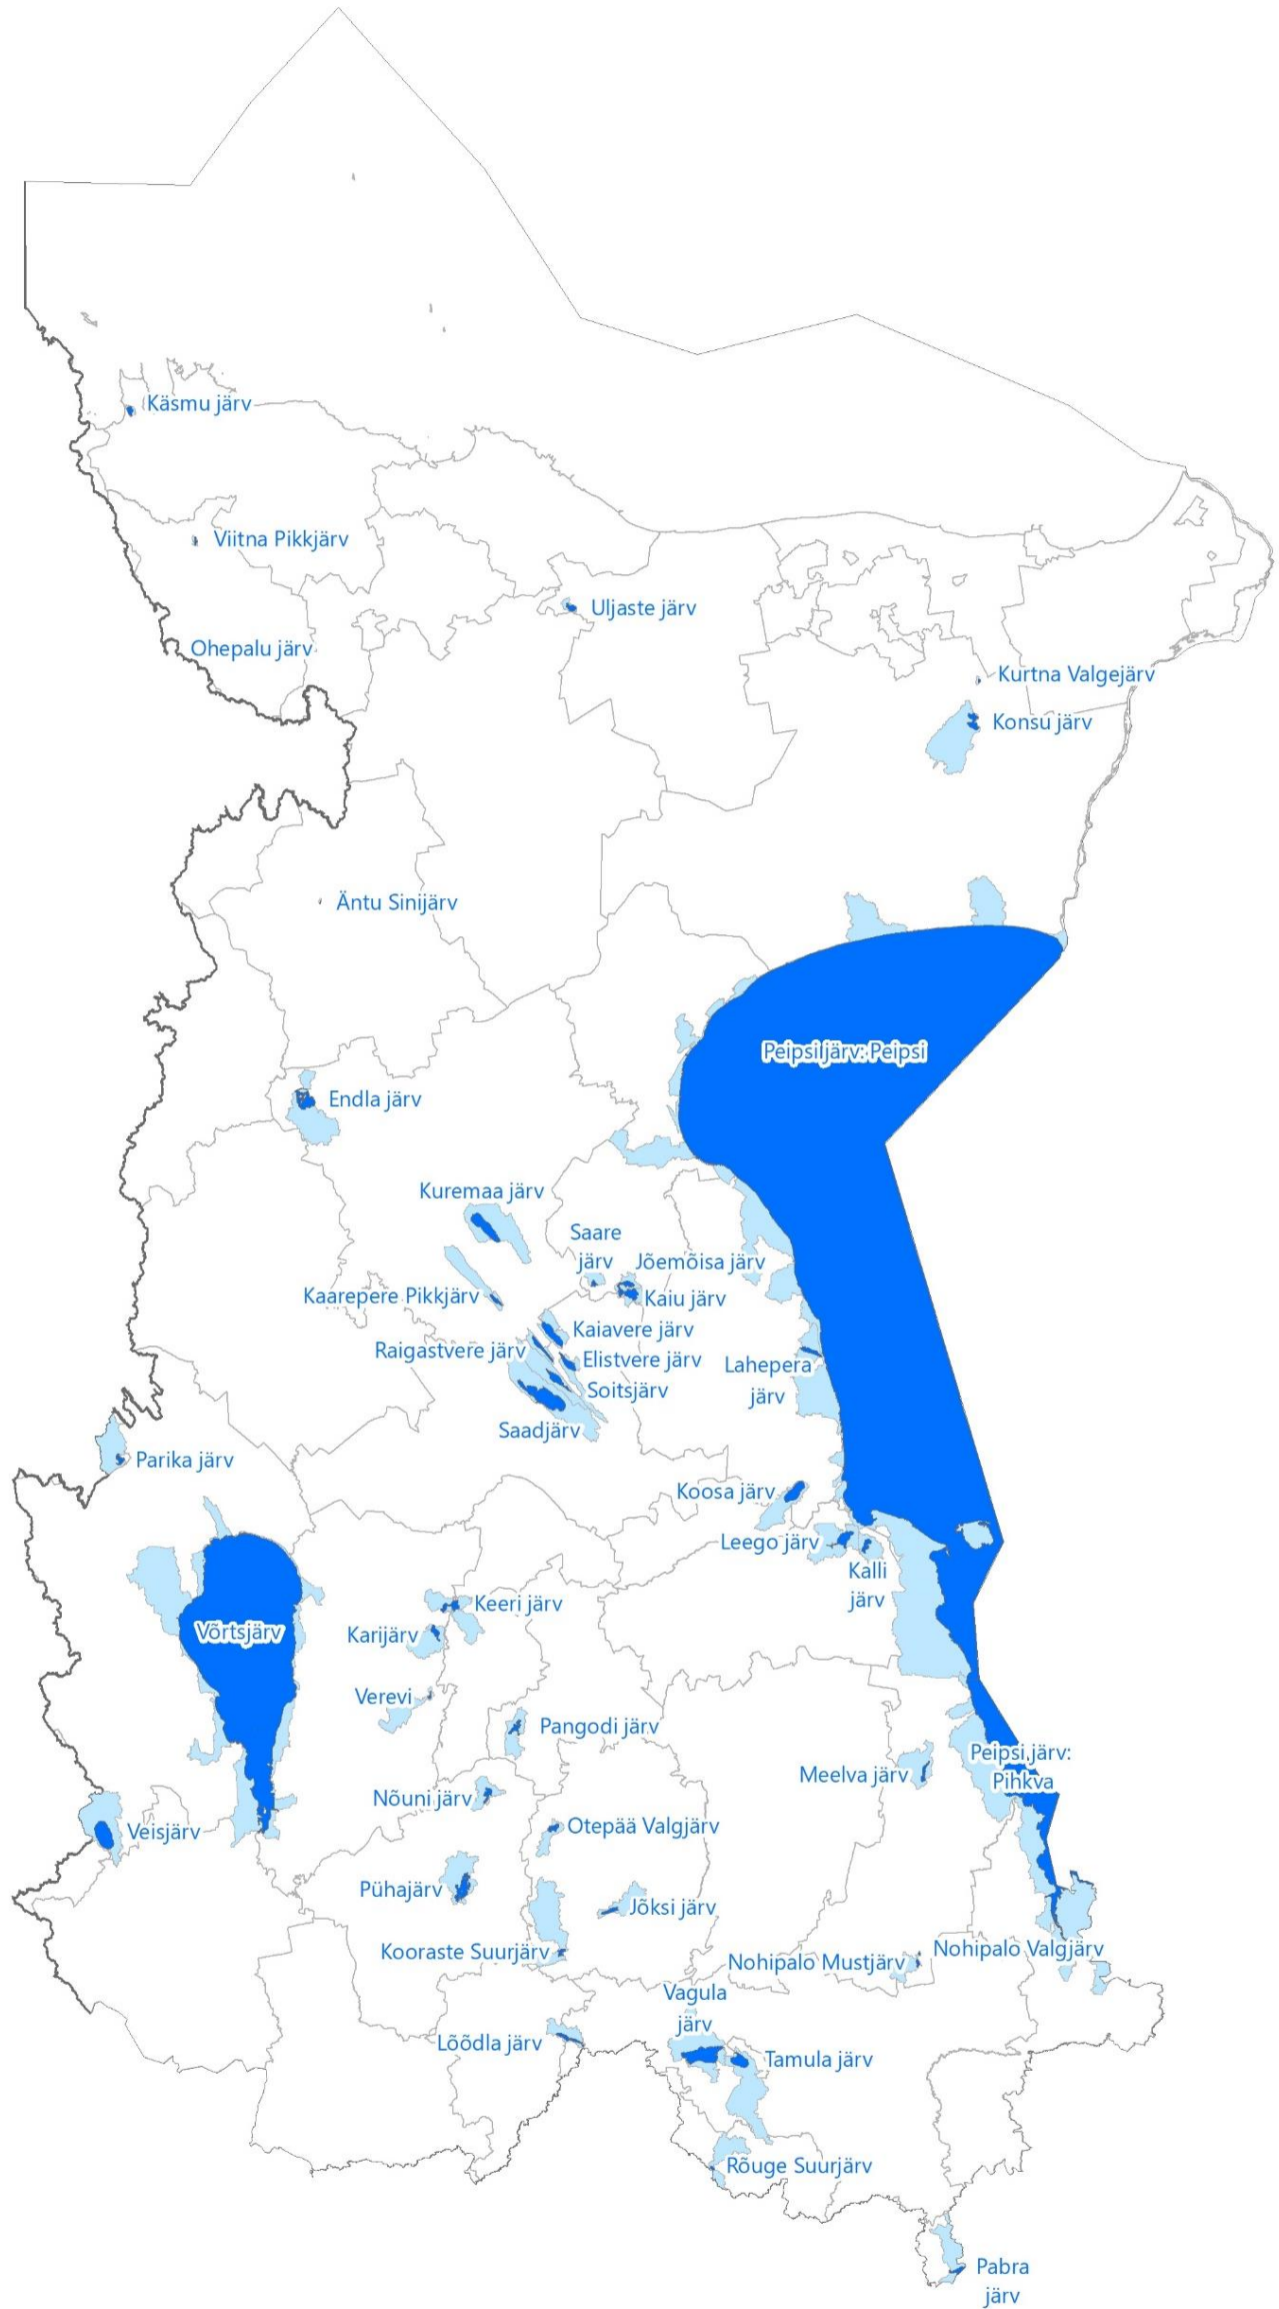 Käsmu järv
Viitna Pikkjärv
Uljaste järv
Ohepalu järv
Kurtna Valgejärv
Konsu järv
Äntu Sinijärv
Peipsi järv: Peipsi
Endla järv
Kuremaa järv
Saare
järv
Jõemõisa järv
Kaarepere Pikkjärv
Kaiu järv
Kaiavere järv
Raigastvere järv
Elistvere järv
Lahepera
järv
Soitsjärv
Saadjärv
Parika järv
Koosa järv
Leego järv
Kalli
järv
Keeri järv
Võrtsjärv
Karijärv
Verevi
Pangodi järv
Peipsi järv:
Pihkva
Meelva järv
Nõuni järv
Otepää Valgjärv
Veisjärv
Pühajärv
Jõksi järv
Kooraste Suurjärv
Nohipalo Valgjärv
Nohipalo Mustjärv
Vagula
järv
Lõõdla järv
Tamula järv
Rõuge Suurjärv
Pabra
järv